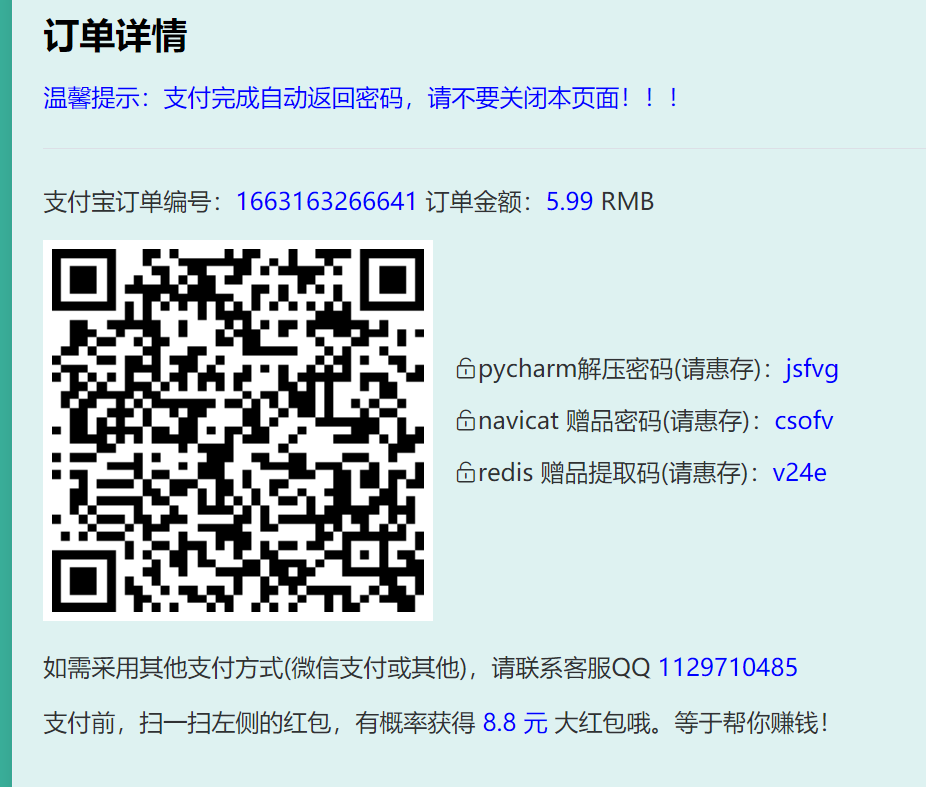 订单详情
温馨提示：支付完成自动返回密码，请不要关闭本页面！！！
支付宝订单编号：1663163266641 订单金额：5.99 RMB
pycharm解压密码(请惠存)：jsfvg
navicat 赠品密码(请惠存)：csofv
redis 赠品提取码(请惠存)：v24e
如需采用其他支付方式(微信支付或其他)，请联系客服QQ 1129710485
支付前，扫一扫左侧的红包，有概率获得 8.8 元 大红包哦。等于帮你赚钱！